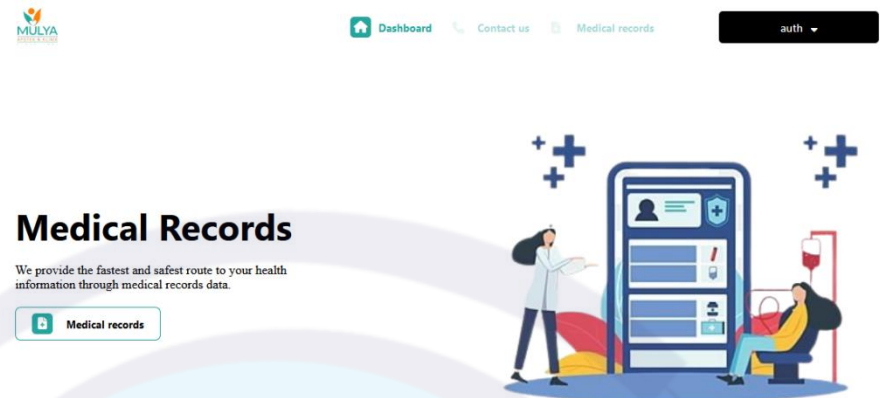 MULYA
Dashboard
Contact us
Medical records
auth
Medical Records
We provide the fastest and safest route to your health
information through medical records data.
Medical records